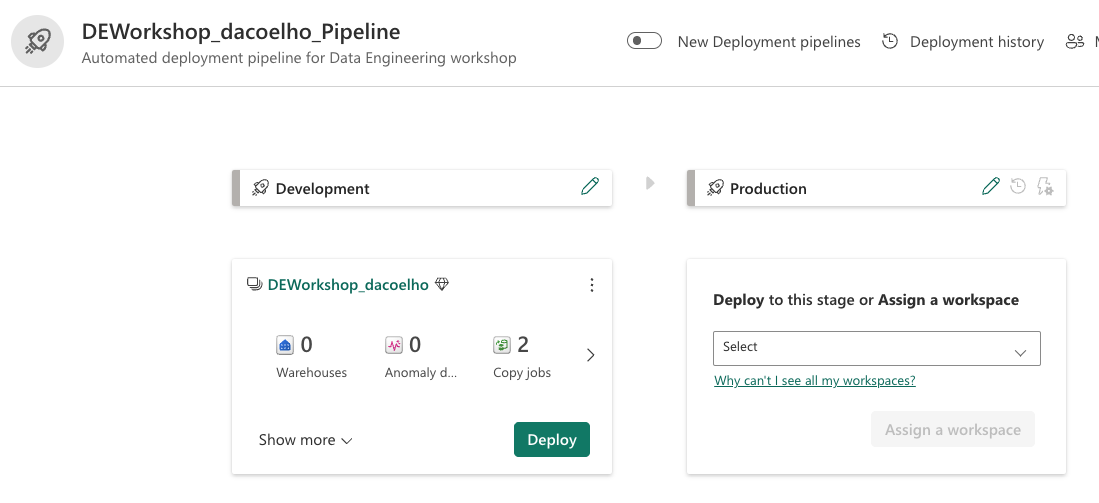 DEWorkshop_dacoelho_Pipeline
Automated deployment pipeline for Data Engineering workshop
New Deployment pipelines
Deployment history
Development
Production
DEWorkshop_dacoelho
0
Warehouses
0
Anomaly d...
2
Copy jobs
Show more
Deploy
Deploy to this stage or Assign a workspace
Select
Why can't I see all my workspaces?
Assign a workspace